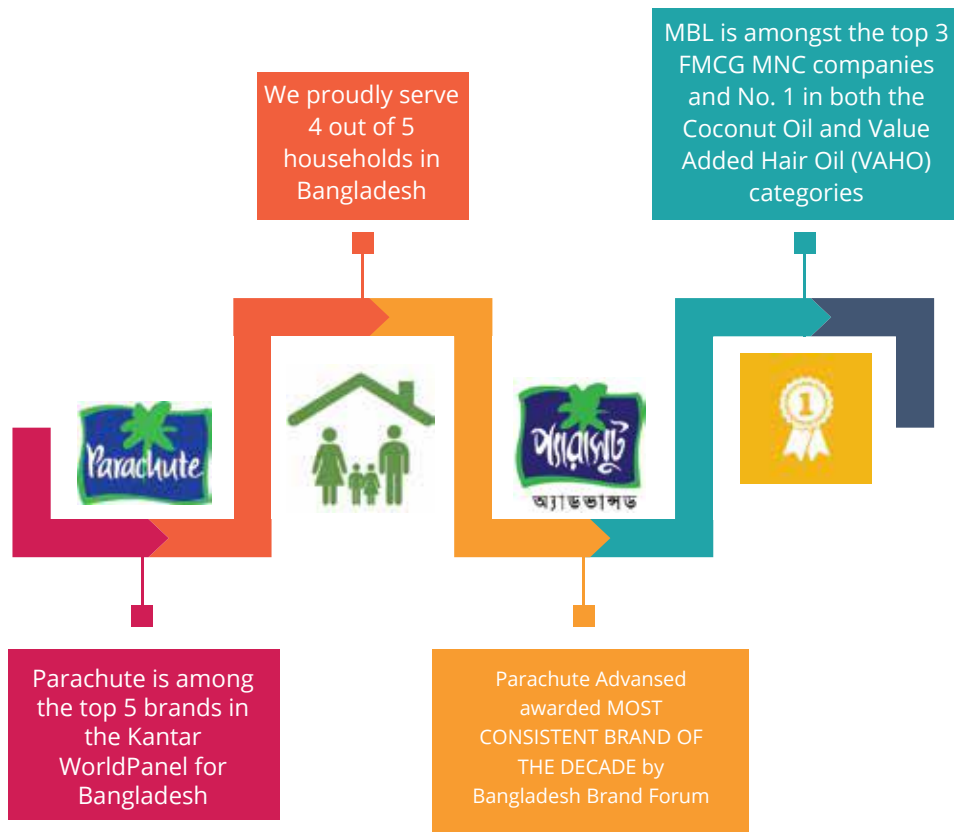 MBL is amongst the top 3
FMCG MNC companies
and No. 1 in both the
Coconut Oil and Value
Added Hair Oil (VAHO)
categories
We proudly serve
4 out of 5
households in
Bangladesh
Parachute
প্যারাসুট
অ্যাডভান্সড
1
Parachute is among
the top 5 brands in
the Kantar
WorldPanel for
Bangladesh
Parachute Advansed
awarded MOST
CONSISTENT BRAND OF
THE DECADE by
Bangladesh Brand Forum